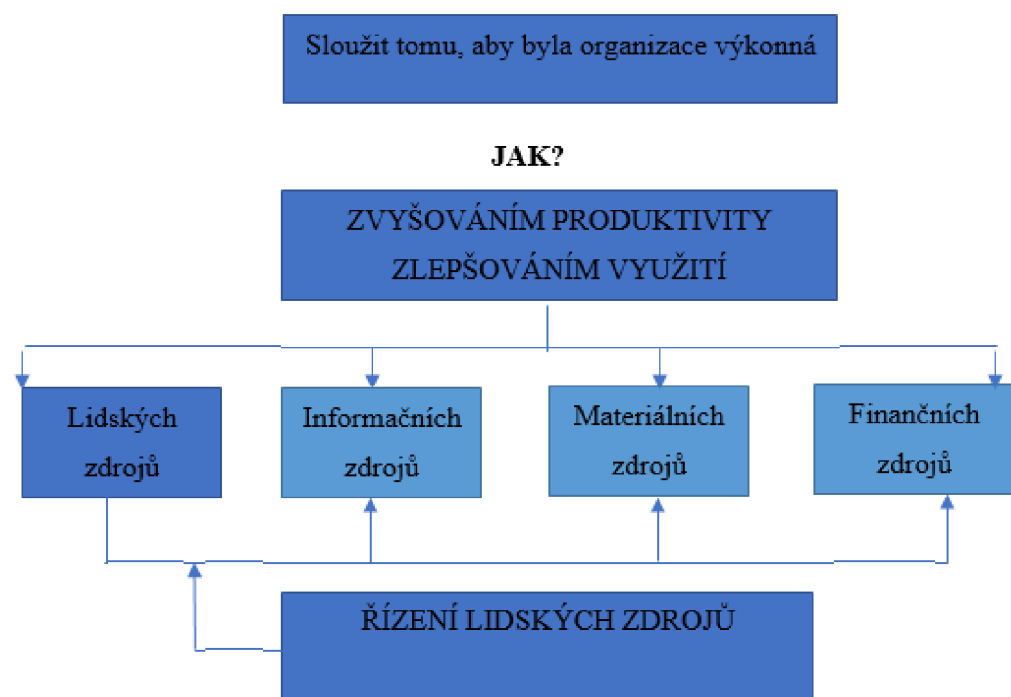 Sloužit tomu, aby byla organizace výkonná
JAK?
ZVYŠOVÁNÍM PRODUKTIVITY
ZLEPŠOVÁNÍM VYUŽITÍ
Lidských
zdrojů
Informačních
zdrojů
Materiálních
zdrojů
Finančních
zdrojů
ŘÍZENÍ LIDSKÝCH ZDROJŮ